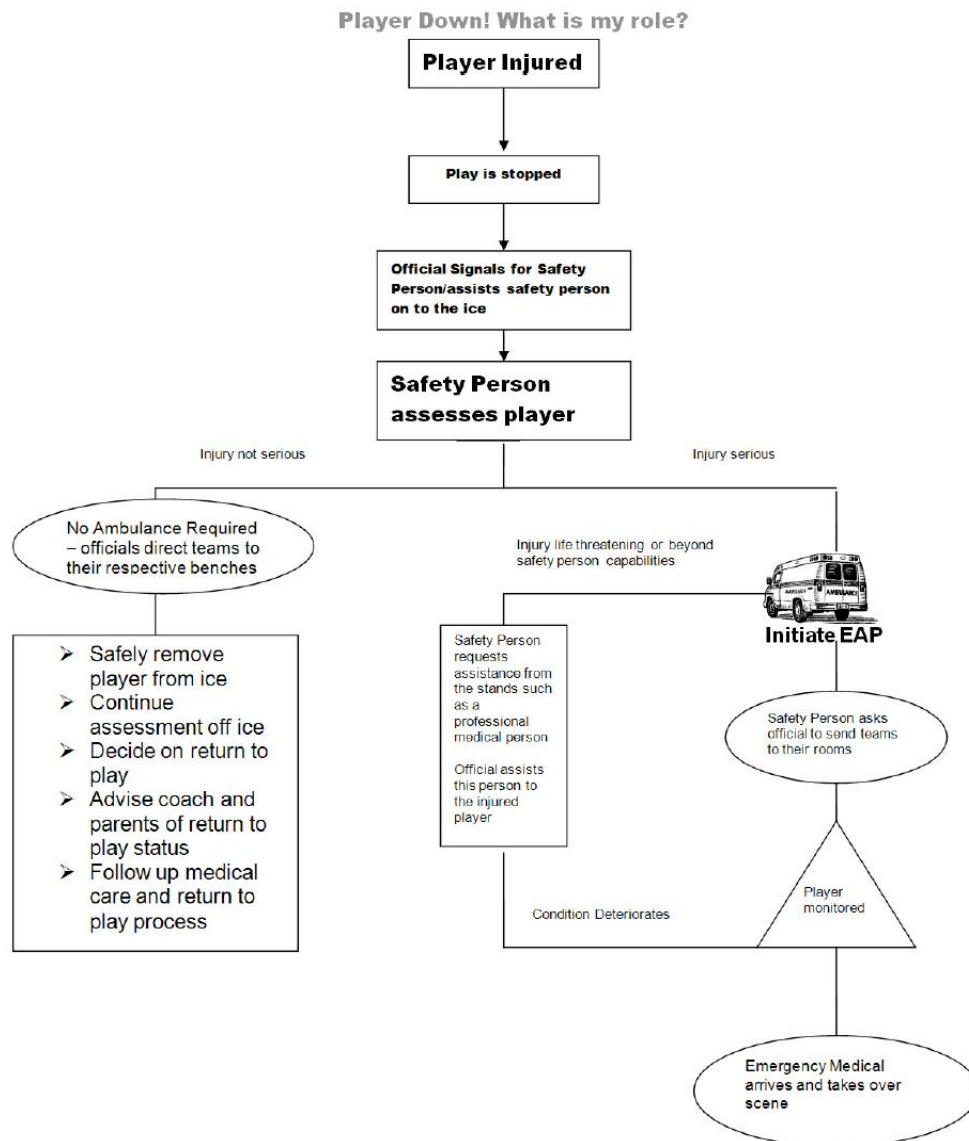 Player Down! What is my role?
Player Injured
Play is stopped
Official Signals for Safety
Person/assists safety person
on to the ice
Safety Person
assesses player
Injury not serious
Injury serious
No Ambulance Required
– officials direct teams to
their respective benches
➢ Safely remove
player from ice
➢ Continue
assessment off ice
➢ Decide on return to
play
➢ Advise coach and
parents of return to
play status
➢ Follow up medical
care and return to
play process
Injury life threatening or beyond
safety person capabilities
AMBULANCE
AMBULANCE
Initiate EAP
Safety Person
requests
assistance from
the stands such
as a
professional
medical person
Official assists
this person to
the injured
player
Safety Person asks
official to send teams
to their rooms
Player
monitored
Condition Deteriorates
Emergency Medical
arrives and takes over
scene